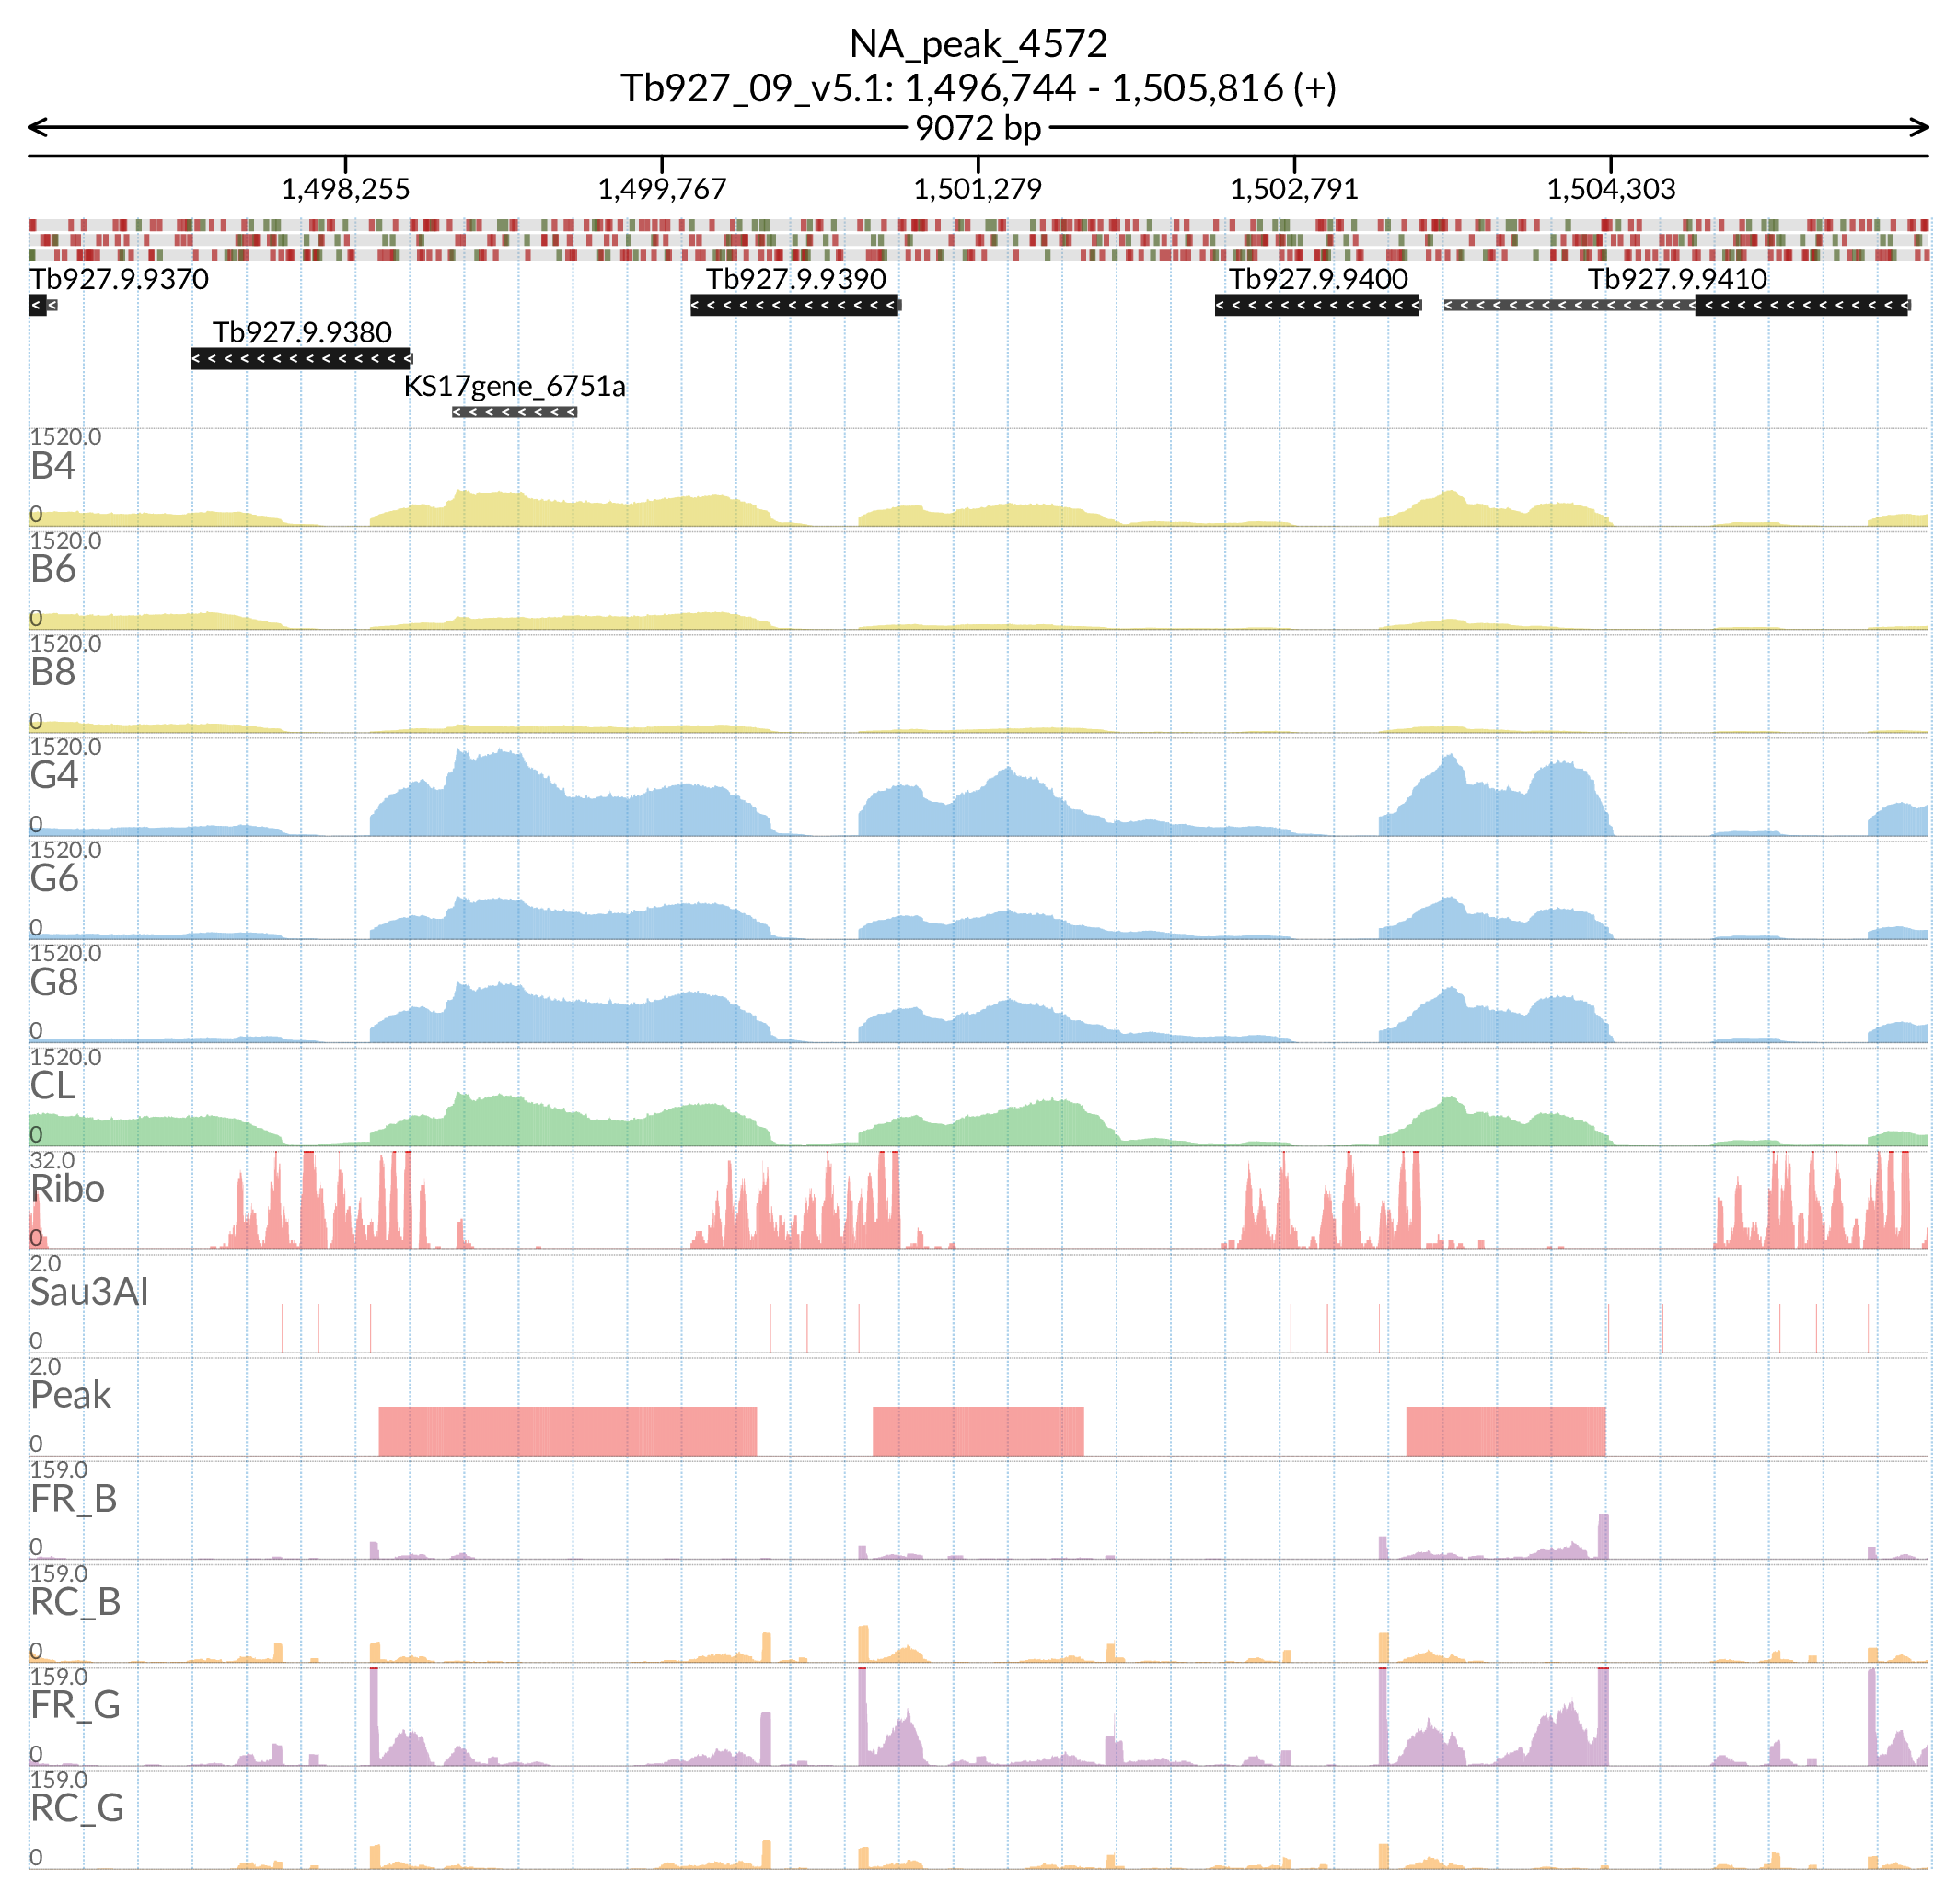 NA_peak_4572
Tb927_09_v5.1: 1,496,744 - 1,505,816 (+)
9072 bp
1,498,255 1,499,767 1,501,279 1,502,791 1,504,303
Tb927.9.9370 Tb927.9.9390 Tb927.9.9400 Tb927.9.9410
Tb927.9.9380
KS17gene_6751a
1520.0
B4
0
1520.0
B6
0
1520.0
B8
0
1520.0
G4
0
1520.0
G6
0
1520.0
G8
0
1520.0
CL
0
32.0
Ribo
0
2.0
Sau3AI
0
2.0
Peak
0
159.0
FR_B
0
159.0
RC_B
0
159.0
FR_G
0
159.0
RC_G
0